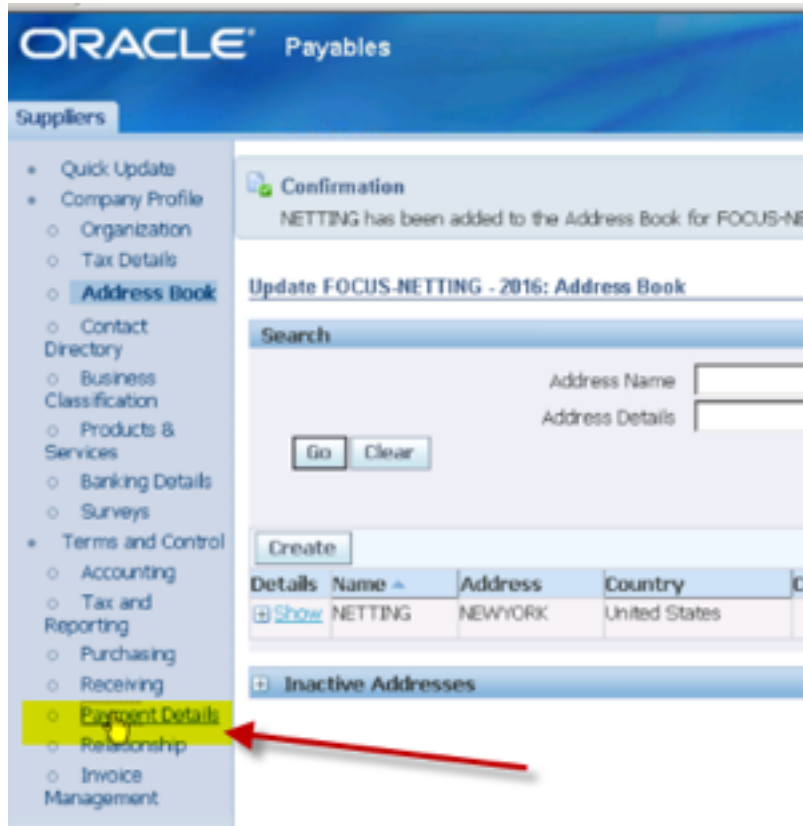 ORACLE Payables
Suppliers
Quick Update
Company Profile
Organization
Tax Details
Address Book
Contact
Directory
Business
Classification
Products &
Services
Banking Details
Surveys
Terms and Control
Accounting
Tax and
Reporting
Purchasing
Receiving
Payment Details
Relationship
Invoice
Management
Confirmation
NETTING has been added to the Address Book for FOCUS-NE
Update FOCUS-NETTING - 2016: Address Book
Search
Address Name
Address Details
Go Clear
Create
Details Name Address Country
Show NETTING NEWYORK United States
Inactive Addresses